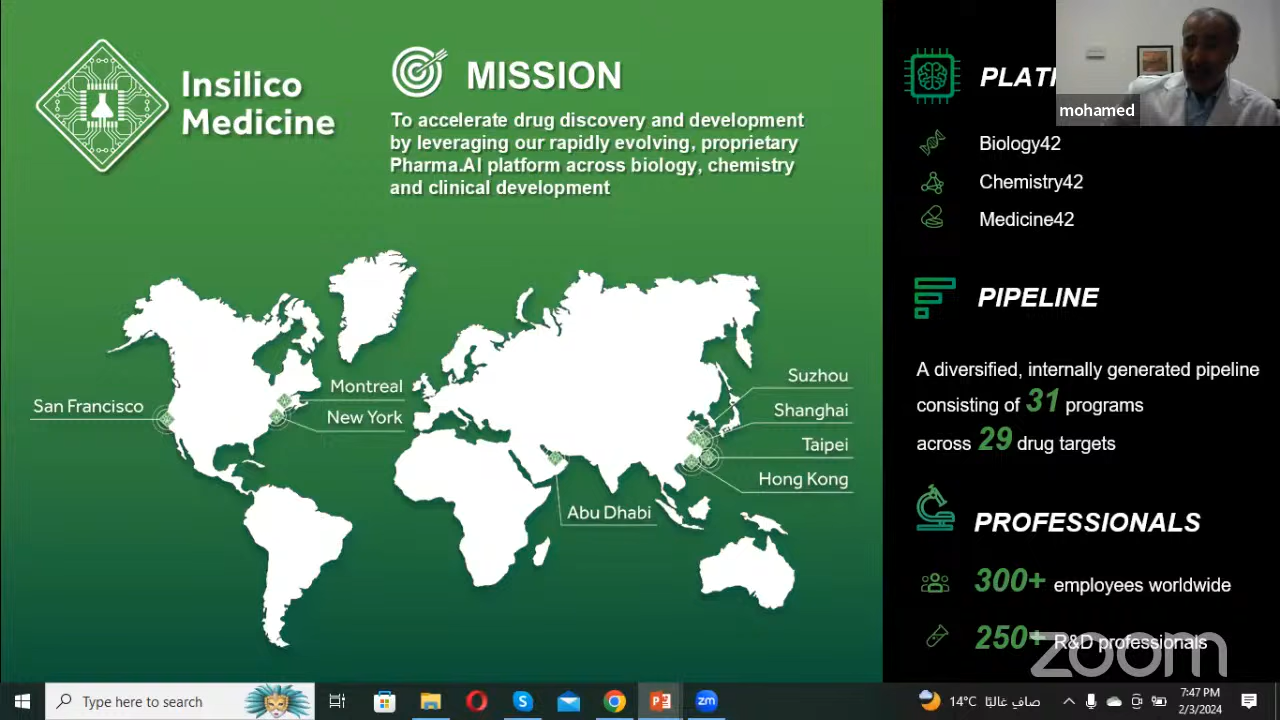 Insilico
Medicine
MISSION
To accelerate drug discovery and development
by leveraging our rapidly evolving, proprietary
Pharma.AI platform across biology, chemistry
and clinical development
San Francisco
Montreal
New York
Abu Dhabi
Suzhou
Shanghai
Taipei
Hong Kong
mohamed
Biology42
Chemistry42
Medicine42
PIPELINE
A diversified, internally generated pipeline
consisting of 31 programs
across 29 drug targets
PROFESSIONALS
300+ employees worldwide
250+ R&D professionals
zoom
Type here to search
14°C صافٍ غالبًا
7:47 PM
2/3/2024